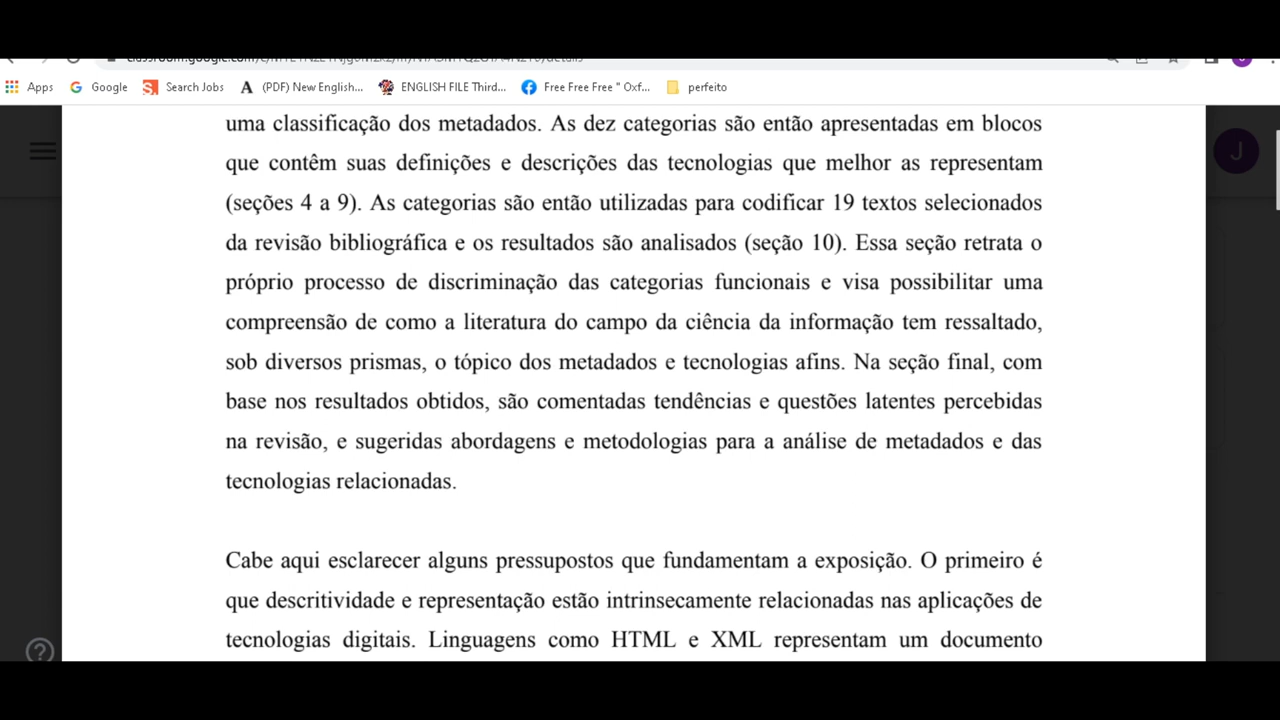 Apps Google Search Jobs (PDF) New English... ENGLISH FILE Third... Free Free Free " Oxf... perfeito
J
uma classificação dos metadados. As dez categorias são então apresentadas em blocos
que contêm suas definições e descrições das tecnologias que melhor as representam
(seções 4 a 9). As categorias são então utilizadas para codificar 19 textos selecionados
da revisão bibliográfica e os resultados são analisados (seção 10). Essa seção retrata o
próprio processo de discriminação das categorias funcionais e visa possibilitar uma
compreensão de como a literatura do campo da ciência da informação tem ressaltado,
sob diversos prismas, o tópico dos metadados e tecnologias afins. Na seção final, com
base nos resultados obtidos, são comentadas tendências e questões latentes percebidas
na revisão, e sugeridas abordagens e metodologias para a análise de metadados e das
tecnologias relacionadas.
Cabe aqui esclarecer alguns pressupostos que fundamentam a exposição. O primeiro é
que descritividade e representação estão intrinsecamente relacionadas nas aplicações de
tecnologias digitais. Linguagens como HTML e XML representam um documento